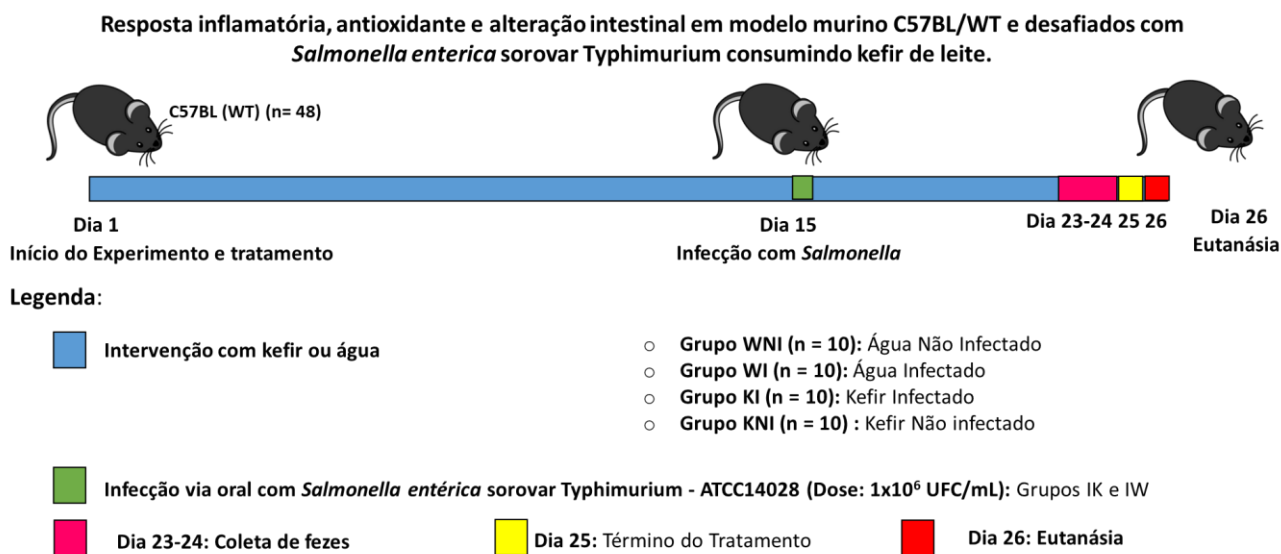 Resposta inflamatória, antioxidante e alteração intestinal em modelo murino C57BL/WT e desafiados com
Salmonella enterica sorovar Typhimurium consumindo kefir de leite.
C57BL (WT) (n= 48)
Dia 1
Início do Experimento e tratamento
Dia 15
Infecção com Salmonella
Dia 23-24 25 26
Dia 26
Eutanásia
Legenda:
Intervenção com kefir ou água
o Grupo WNI (n = 10): Água Não Infectado
o Grupo WI (n = 10): Água Infectado
o Grupo KI (n = 10): Kefir Infectado
o Grupo KNI (n = 10) : Kefir Não infectado
Infecção via oral com Salmonella entérica sorovar Typhimurium - ATCC14028 (Dose: 1x10⁶ UFC/mL): Grupos IK e IW
Dia 23-24: Coleta de fezes
Dia 25: Término do Tratamento
Dia 26: Eutanásia